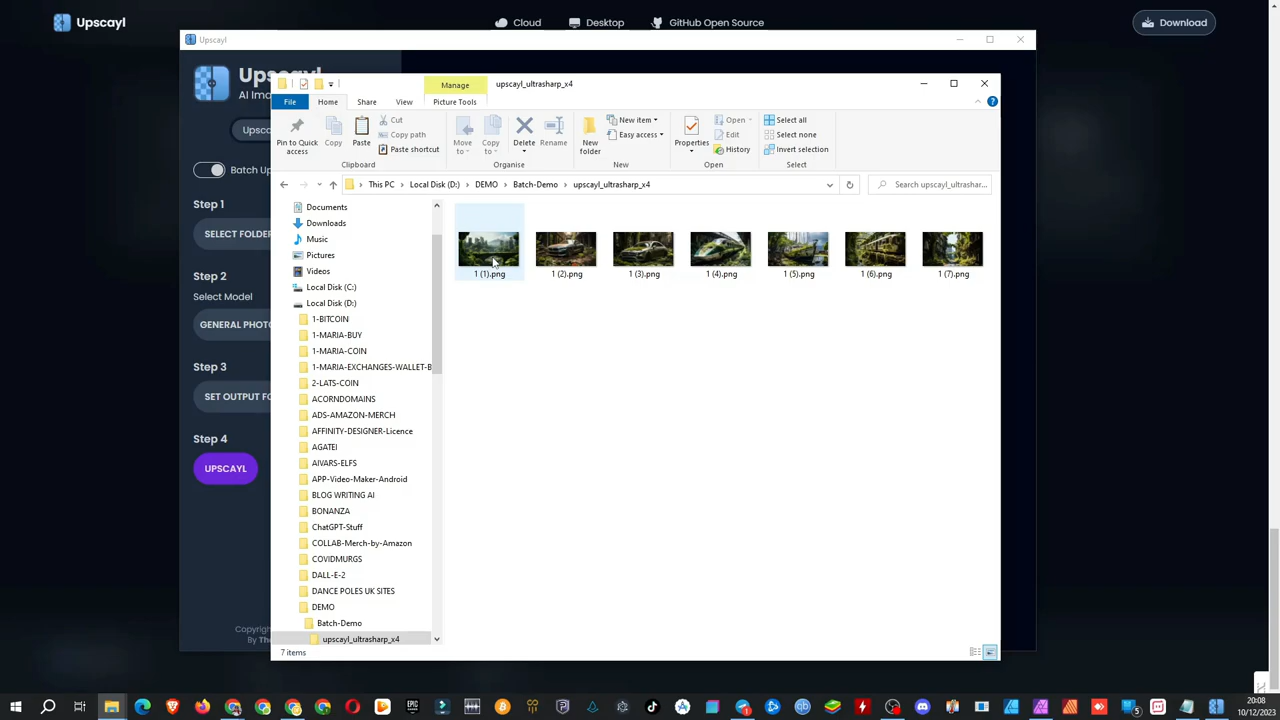 Upscayl
Cloud
Desktop
GitHub Open Source
Download
Upscayl
Upscayl
AI Ima
Upsca
Batch Up
Step 1
SELECT FOLDE
Step 2
Select Model
GENERAL PHOTO
Step 3
SET OUTPUT FO
Step 4
UPSCAYL
Copyrig
By Th
Manage
upscayl_ultrasharp_x4
File
Home
Share
View
Picture Tools
Pin to Quick access
Copy
Paste
Cut
Copy path
Paste shortcut
Clipboard
Move to
Copy to
Delete
Rename
Organise
New folder
New item
Easy access
New
Properties
Open
Edit
History
Open
Select all
Select none
Invert selection
Select
This PC > Local Disk (D:) > DEMO > Batch-Demo > upscayl_ultrasharp_x4
Search upscayl_ultrashar...
Documents
Downloads
Music
Pictures
Videos
Local Disk (C:)
Local Disk (D:)
1-BITCOIN
1-MARIA-BUY
1-MARIA-COIN
1-MARIA-EXCHANGES-WALLET-B
2-LATS-COIN
ACORNDOMAINS
ADS-AMAZON-MERCH
AFFINITY-DESIGNER-Licence
AGATEI
AIVARS-ELFS
APP-Video-Maker-Android
BLOG WRITING AI
BONANZA
ChatGPT-Stuff
COLLAB-Merch-by-Amazon
COVIDMURGS
DALL-E-2
DANCE POLES UK SITES
DEMO
Batch-Demo
upscayl_ultrasharp_x4
1 (1).png
1 (2).png
1 (3).png
1 (4).png
1 (5).png
1 (6).png
1 (7).png
7 items
20:08
10/12/2023